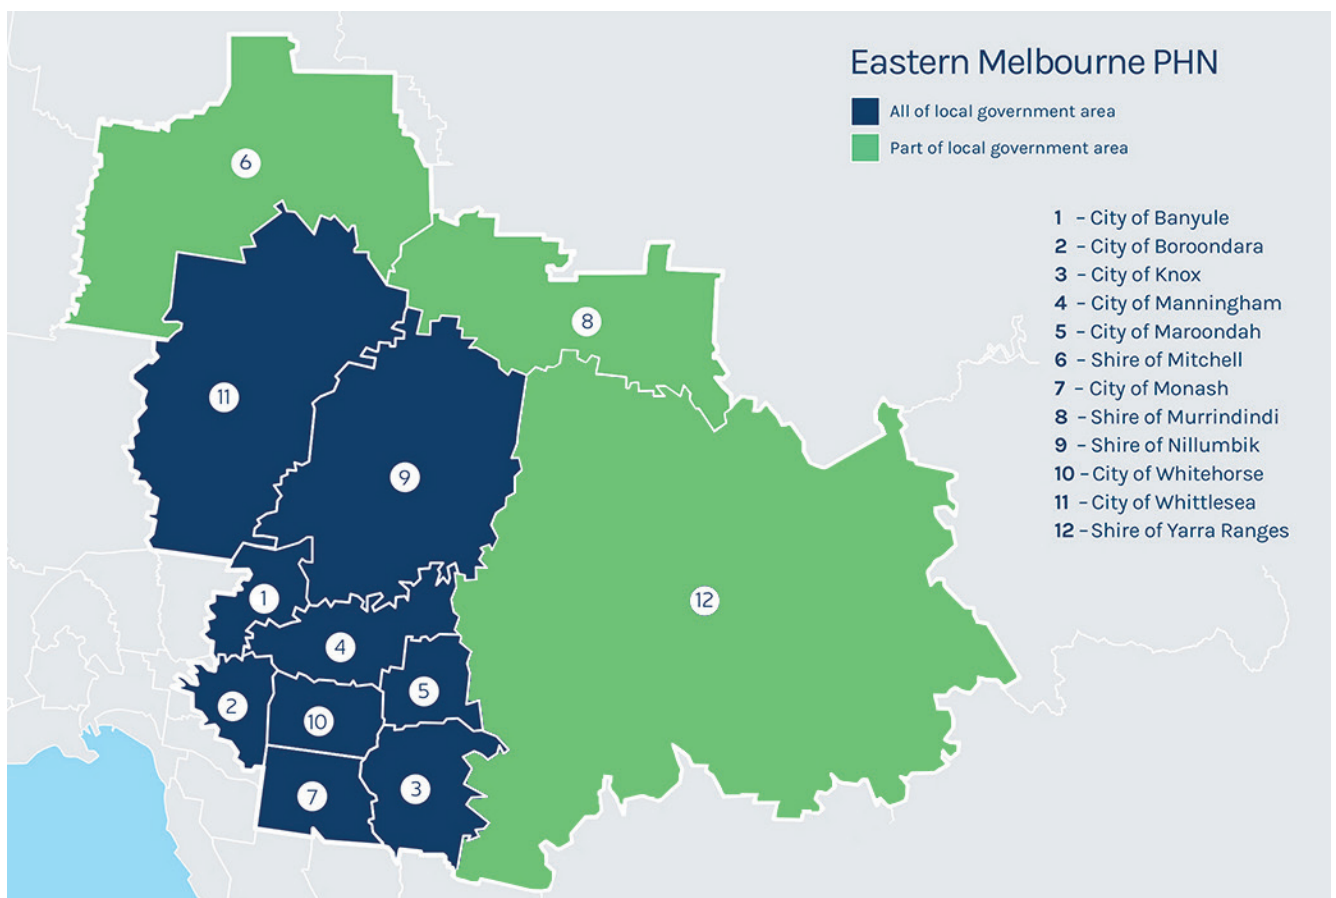 Eastern Melbourne PHN
All of local government area
Part of local government area
1 – City of Banyule
2 – City of Boroondara
3 – City of Knox
4 – City of Manningham
5 – City of Maroondah
6 – Shire of Mitchell
7 – City of Monash
8 – Shire of Murrindindi
9 – Shire of Nillumbik
10 – City of Whitehorse
11 – City of Whittlesea
12 – Shire of Yarra Ranges
6
8
11
9
1
12
4
5
2
10
3
7